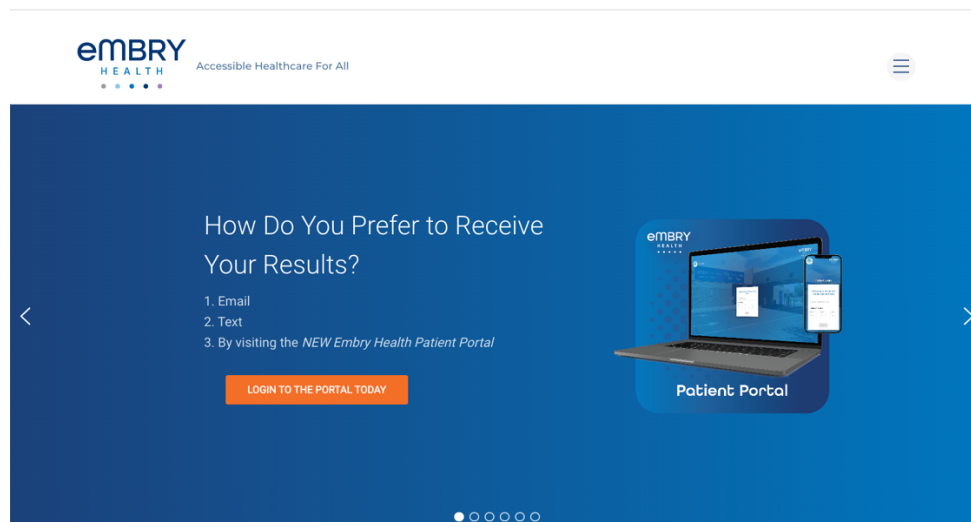 eMBRY
HEALTH
Accessible Healthcare For All
How Do You Prefer to Receive
Your Results?
1. Email
2. Text
3. By visiting the NEW Embry Health Patient Portal
LOGIN TO THE PORTAL TODAY
eMBRY
HEALTH
eMBRY
Patient Portal